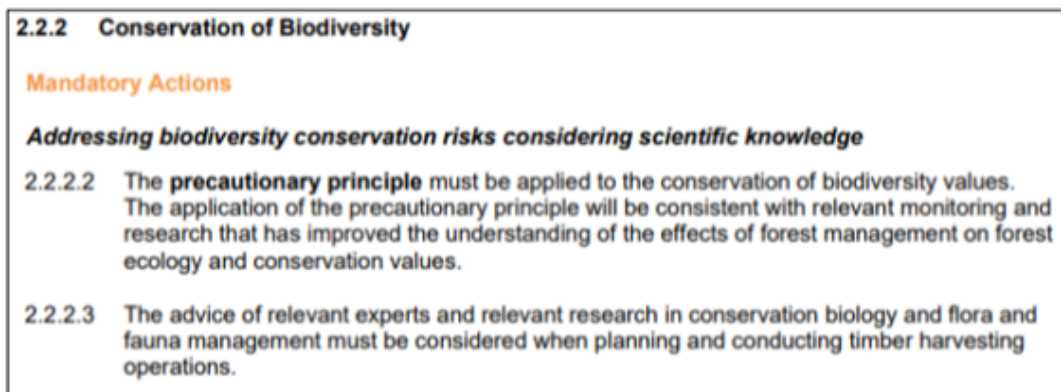 2.2.2 Conservation of Biodiversity
Mandatory Actions
Addressing biodiversity conservation risks considering scientific knowledge
2.2.2.2 The precautionary principle must be applied to the conservation of biodiversity values.
The application of the precautionary principle will be consistent with relevant monitoring and
research that has improved the understanding of the effects of forest management on forest
ecology and conservation values.
2.2.2.3 The advice of relevant experts and relevant research in conservation biology and flora and
fauna management must be considered when planning and conducting timber harvesting
operations.